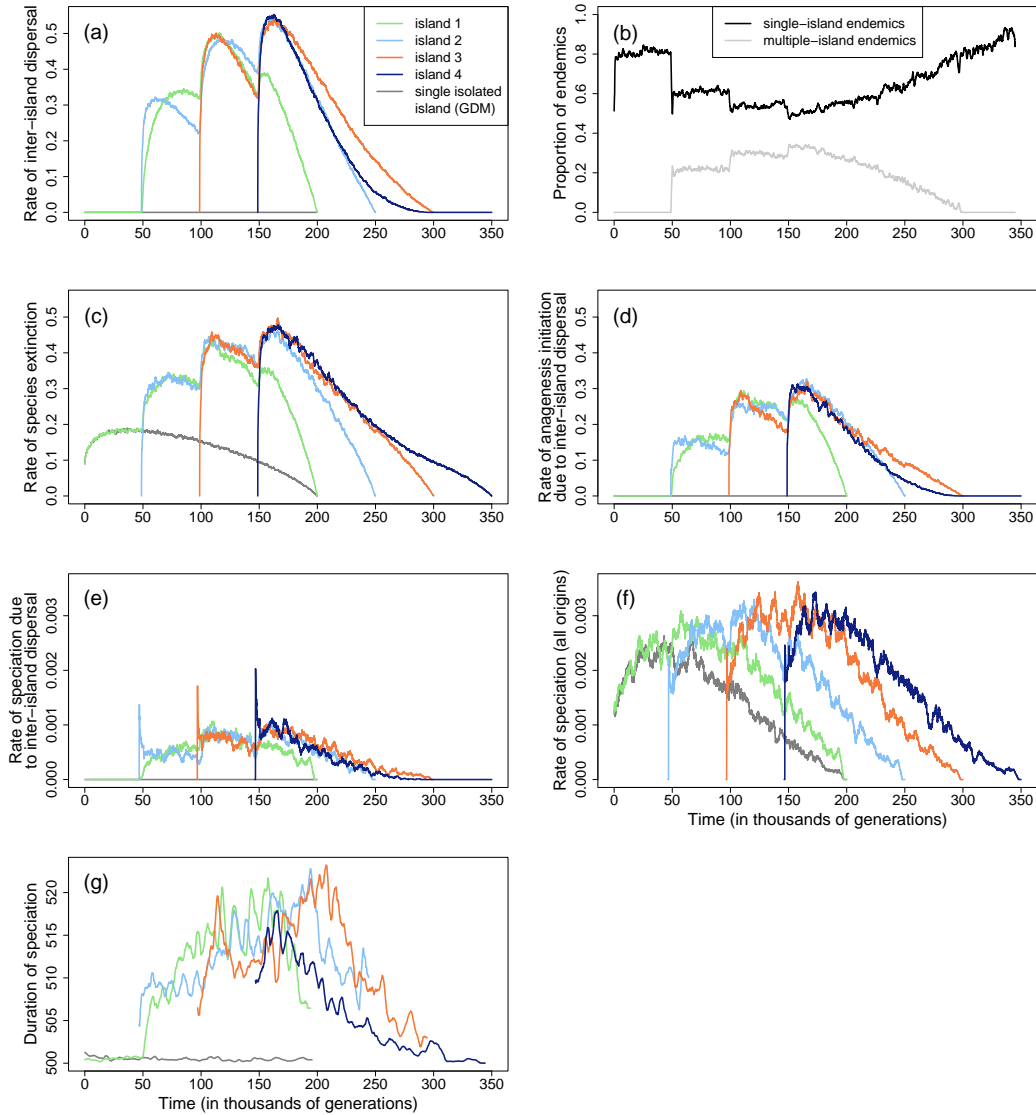 (a)
Rate of inter−island dispersal
0.0 0.1 0.2 0.3 0.4 0.5
0 50 100 150 200 250 300 350
island 1
island 2
island 3
island 4
single isolated
island (GDM)
(b)
Proportion of endemics
0.0 0.2 0.4 0.6 0.8 1.0
0 50 100 150 200 250 300 350
single−island endemics
multiple−island endemics
(c)
Rate of species extinction
0.0 0.1 0.2 0.3 0.4 0.5
0 50 100 150 200 250 300 350
(d)
Rate of anagenesis initiation
due to inter−island dispersal
0.0 0.1 0.2 0.3 0.4 0.5
0 50 100 150 200 250 300 350
(e)
Rate of speciation due
to inter−island dispersal
0.000 0.001 0.002 0.003
0 50 100 150 200 250 300 350
(f)
Rate of speciation (all origins)
0.000 0.001 0.002 0.003
0 50 100 150 200 250 300 350
Time (in thousands of generations)
(g)
Duration of speciation
500 505 510 515 520
0 50 100 150 200 250 300 350
Time (in thousands of generations)